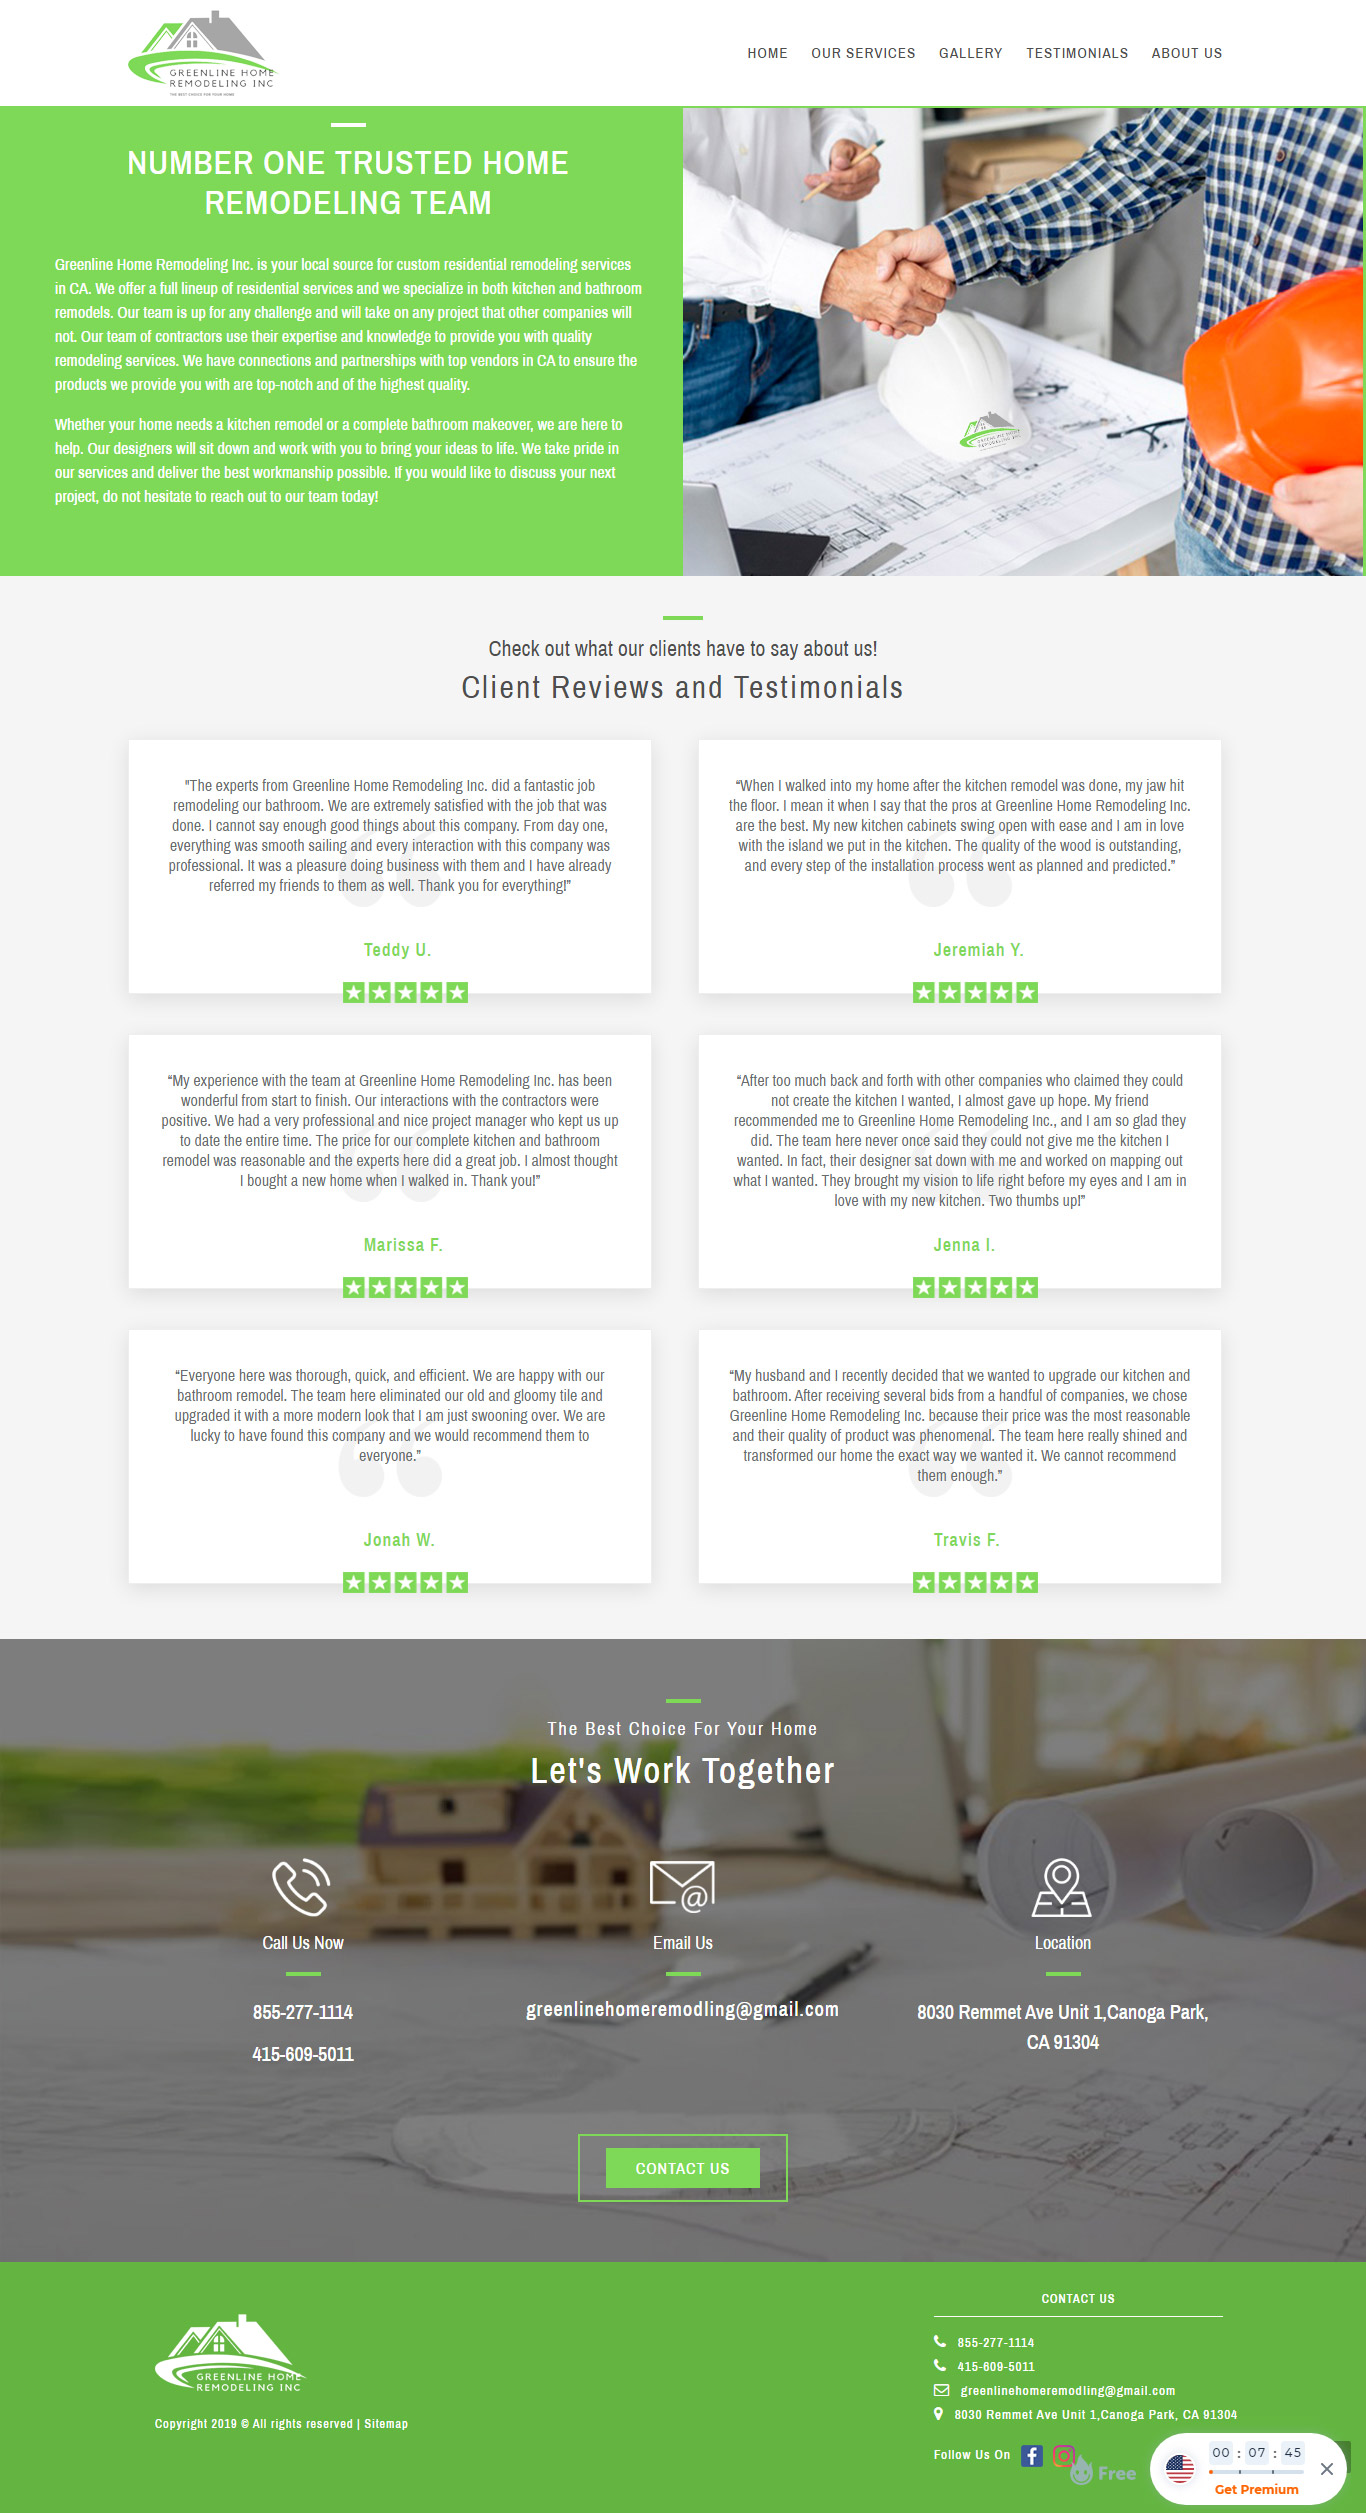 GREENLINE HOME
REMODELING INC
THE BEST CHOICE FOR YOUR HOME
HOME OUR SERVICES GALLERY TESTIMONIALS ABOUT US
NUMBER ONE TRUSTED HOME
REMODELING TEAM
Greenline Home Remodeling Inc. is your local source for custom residential remodeling services
in CA. We offer a full lineup of residential services and we specialize in both kitchen and bathroom
remodels. Our team is up for any challenge and will take on any project that other companies will
not. Our team of contractors use their expertise and knowledge to provide you with quality
remodeling services. We have connections and partnerships with top vendors in CA to ensure the
products we provide you with are top-notch and of the highest quality.
Whether your home needs a kitchen remodel or a complete bathroom makeover, we are here to
help. Our designers will sit down and work with you to bring your ideas to life. We take pride in
our services and deliver the best workmanship possible. If you would like to discuss your next
project, do not hesitate to reach out to our team today!
GREENLINE HOME
REMODELING INC
Check out what our clients have to say about us!
Client Reviews and Testimonials
"The experts from Greenline Home Remodeling Inc. did a fantastic job
remodeling our bathroom. We are extremely satisfied with the job that was
done. I cannot say enough good things about this company. From day one,
everything was smooth sailing and every interaction with this company was
professional. It was a pleasure doing business with them and I have already
referred my friends to them as well. Thank you for everything!”
Teddy U.
“When I walked into my home after the kitchen remodel was done, my jaw hit
the floor. I mean it when I say that the pros at Greenline Home Remodeling Inc.
are the best. My new kitchen cabinets swing open with ease and I am in love
with the island we put in the kitchen. The quality of the wood is outstanding,
and every step of the installation process went as planned and predicted.”
Jeremiah Y.
“My experience with the team at Greenline Home Remodeling Inc. has been
wonderful from start to finish. Our interactions with the contractors were
positive. We had a very professional and nice project manager who kept us up
to date the entire time. The price for our complete kitchen and bathroom
remodel was reasonable and the experts here did a great job. I almost thought
I bought a new home when I walked in. Thank you!”
Marissa F.
“After too much back and forth with other companies who claimed they could
not create the kitchen I wanted, I almost gave up hope. My friend
recommended me to Greenline Home Remodeling Inc., and I am so glad they
did. The team here never once said they could not give me the kitchen I
wanted. In fact, their designer sat down with me and worked on mapping out
what I wanted. They brought my vision to life right before my eyes and I am in
love with my new kitchen. Two thumbs up!”
Jenna I.
“Everyone here was thorough, quick, and efficient. We are happy with our
bathroom remodel. The team here eliminated our old and gloomy tile and
upgraded it with a more modern look that I am just swooning over. We are
lucky to have found this company and we would recommend them to
everyone.”
Jonah W.
“My husband and I recently decided that we wanted to upgrade our kitchen and
bathroom. After receiving several bids from a handful of companies, we chose
Greenline Home Remodeling Inc. because their price was the most reasonable
and their quality of product was phenomenal. The team here really shined and
transformed our home the exact way we wanted it. We cannot recommend
them enough.”
Travis F.
The Best Choice For Your Home
Let's Work Together
Call Us Now
855-277-1114
415-609-5011
Email Us
greenlinehomeremodling@gmail.com
Location
8030 Remmet Ave Unit 1,Canoga Park,
CA 91304
CONTACT US
GREENLINE HOME
REMODELING INC
Copyright 2019 © All rights reserved | Sitemap
CONTACT US
855-277-1114
415-609-5011
greenlinehomeremodling@gmail.com
8030 Remmet Ave Unit 1,Canoga Park, CA 91304
Follow Us On
Free
00 : 07 : 45
Get Premium